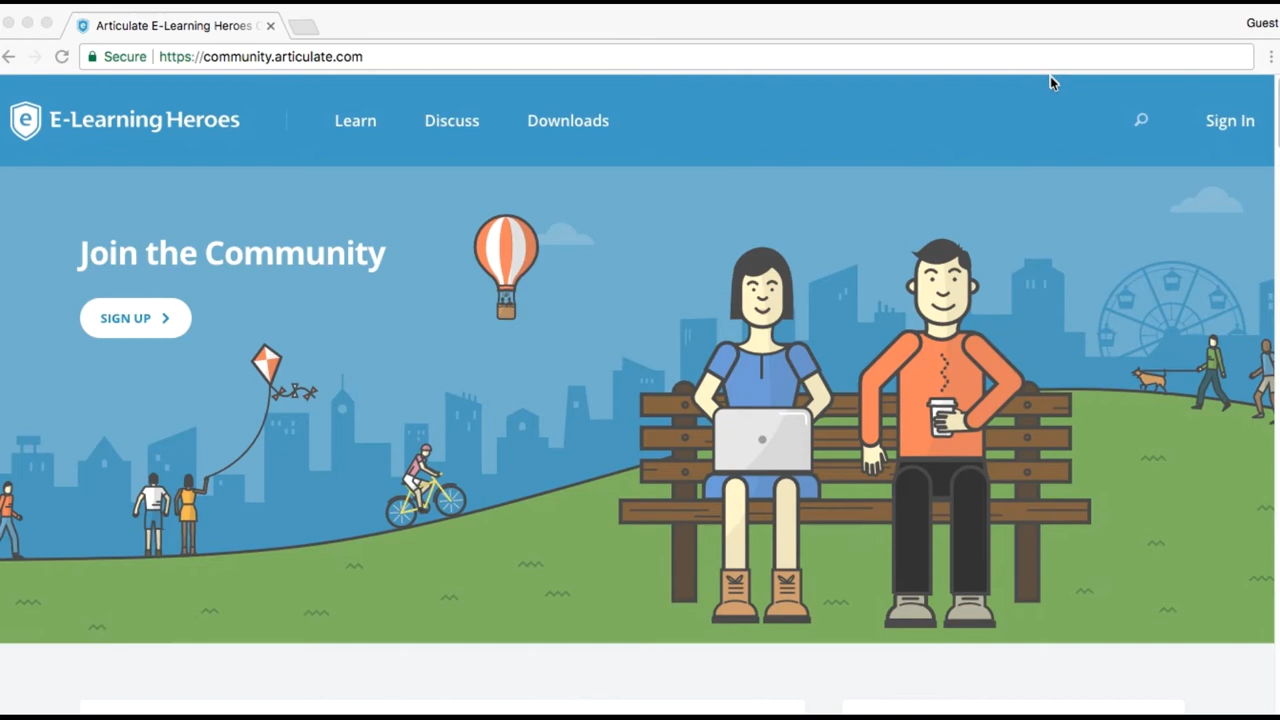 Articulate E-Learning Heroes
Guest
Secure | https://community.articulate.com
E-Learning Heroes
Learn
Discuss
Downloads
Sign In
Join the Community
SIGN UP